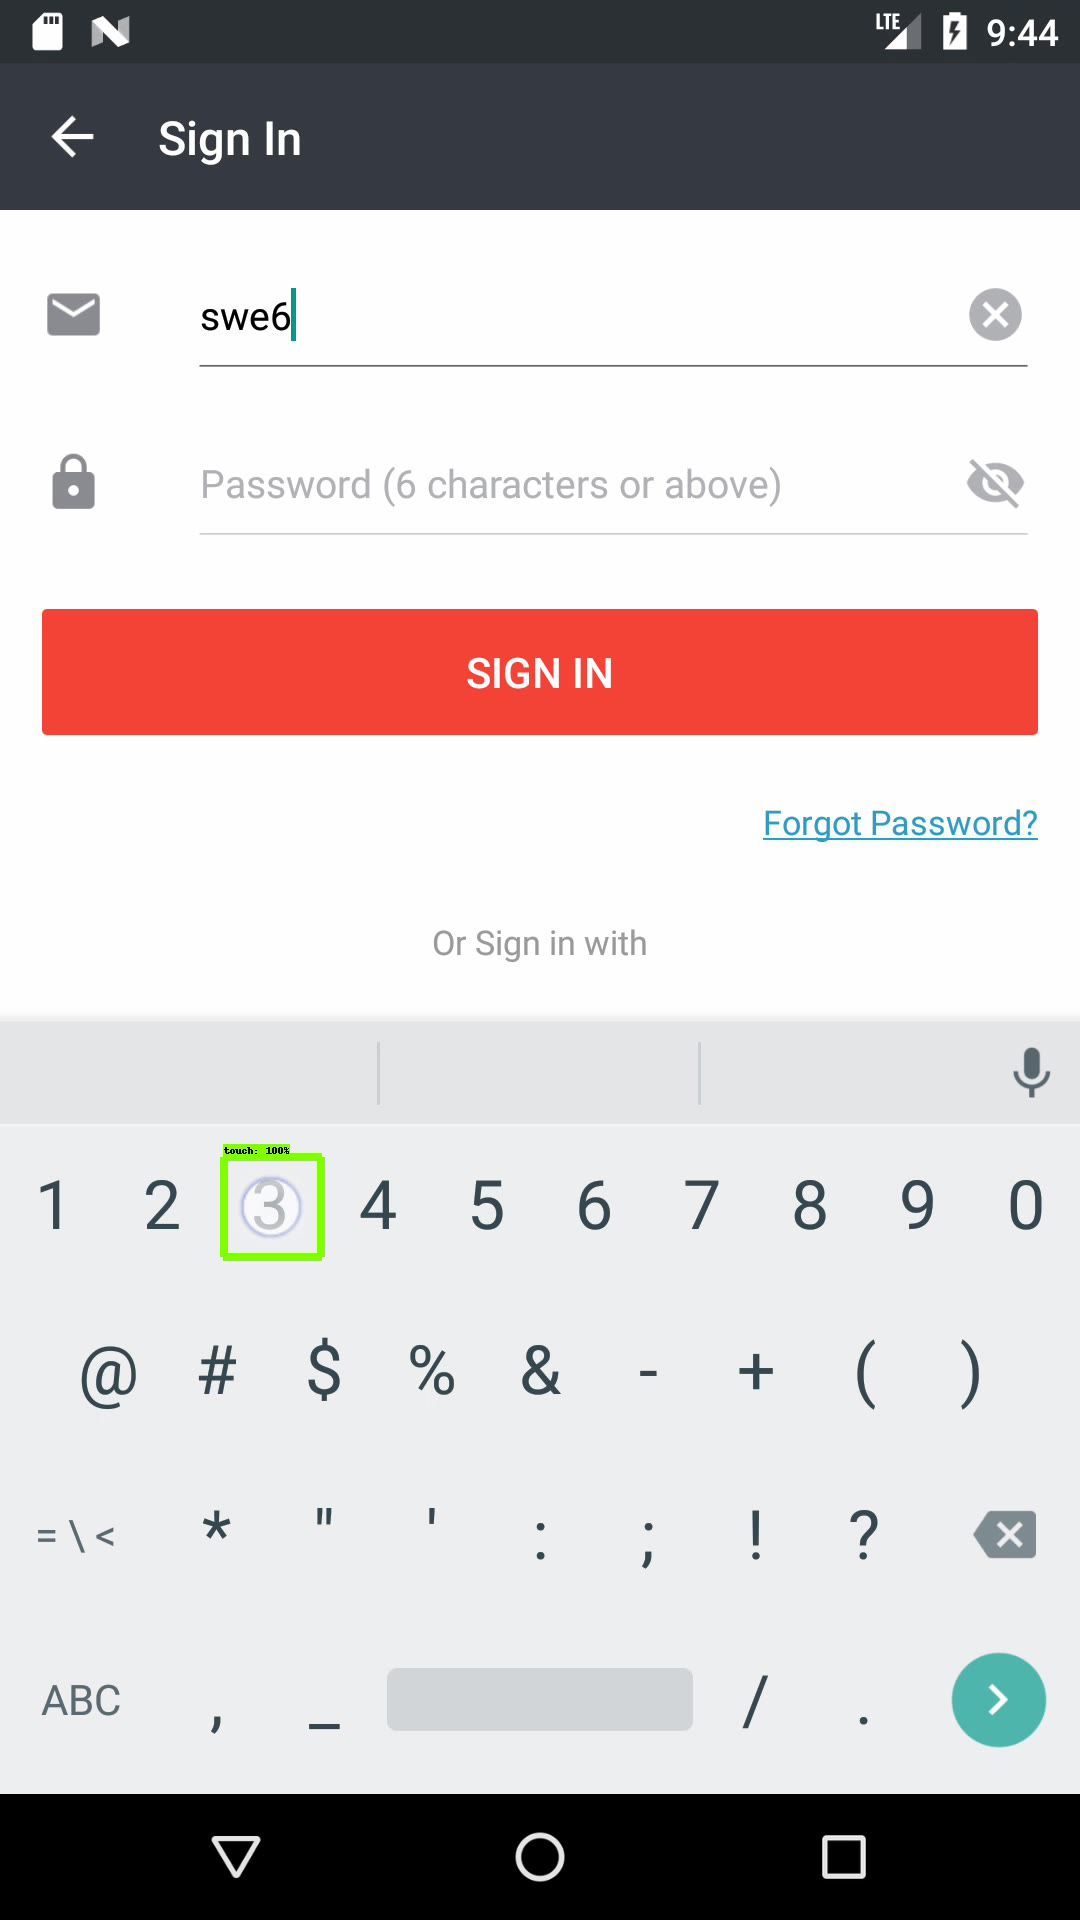 LTE 9:44
Sign In
swe6
Password (6 characters or above)
SIGN IN
Forgot Password?
Or Sign in with
touch: 100%
1 2 3 4 5 6 7 8 9 0
@ # $ % & - + ( )
= \ < * " ' : ; ! ?
ABC , _ / .